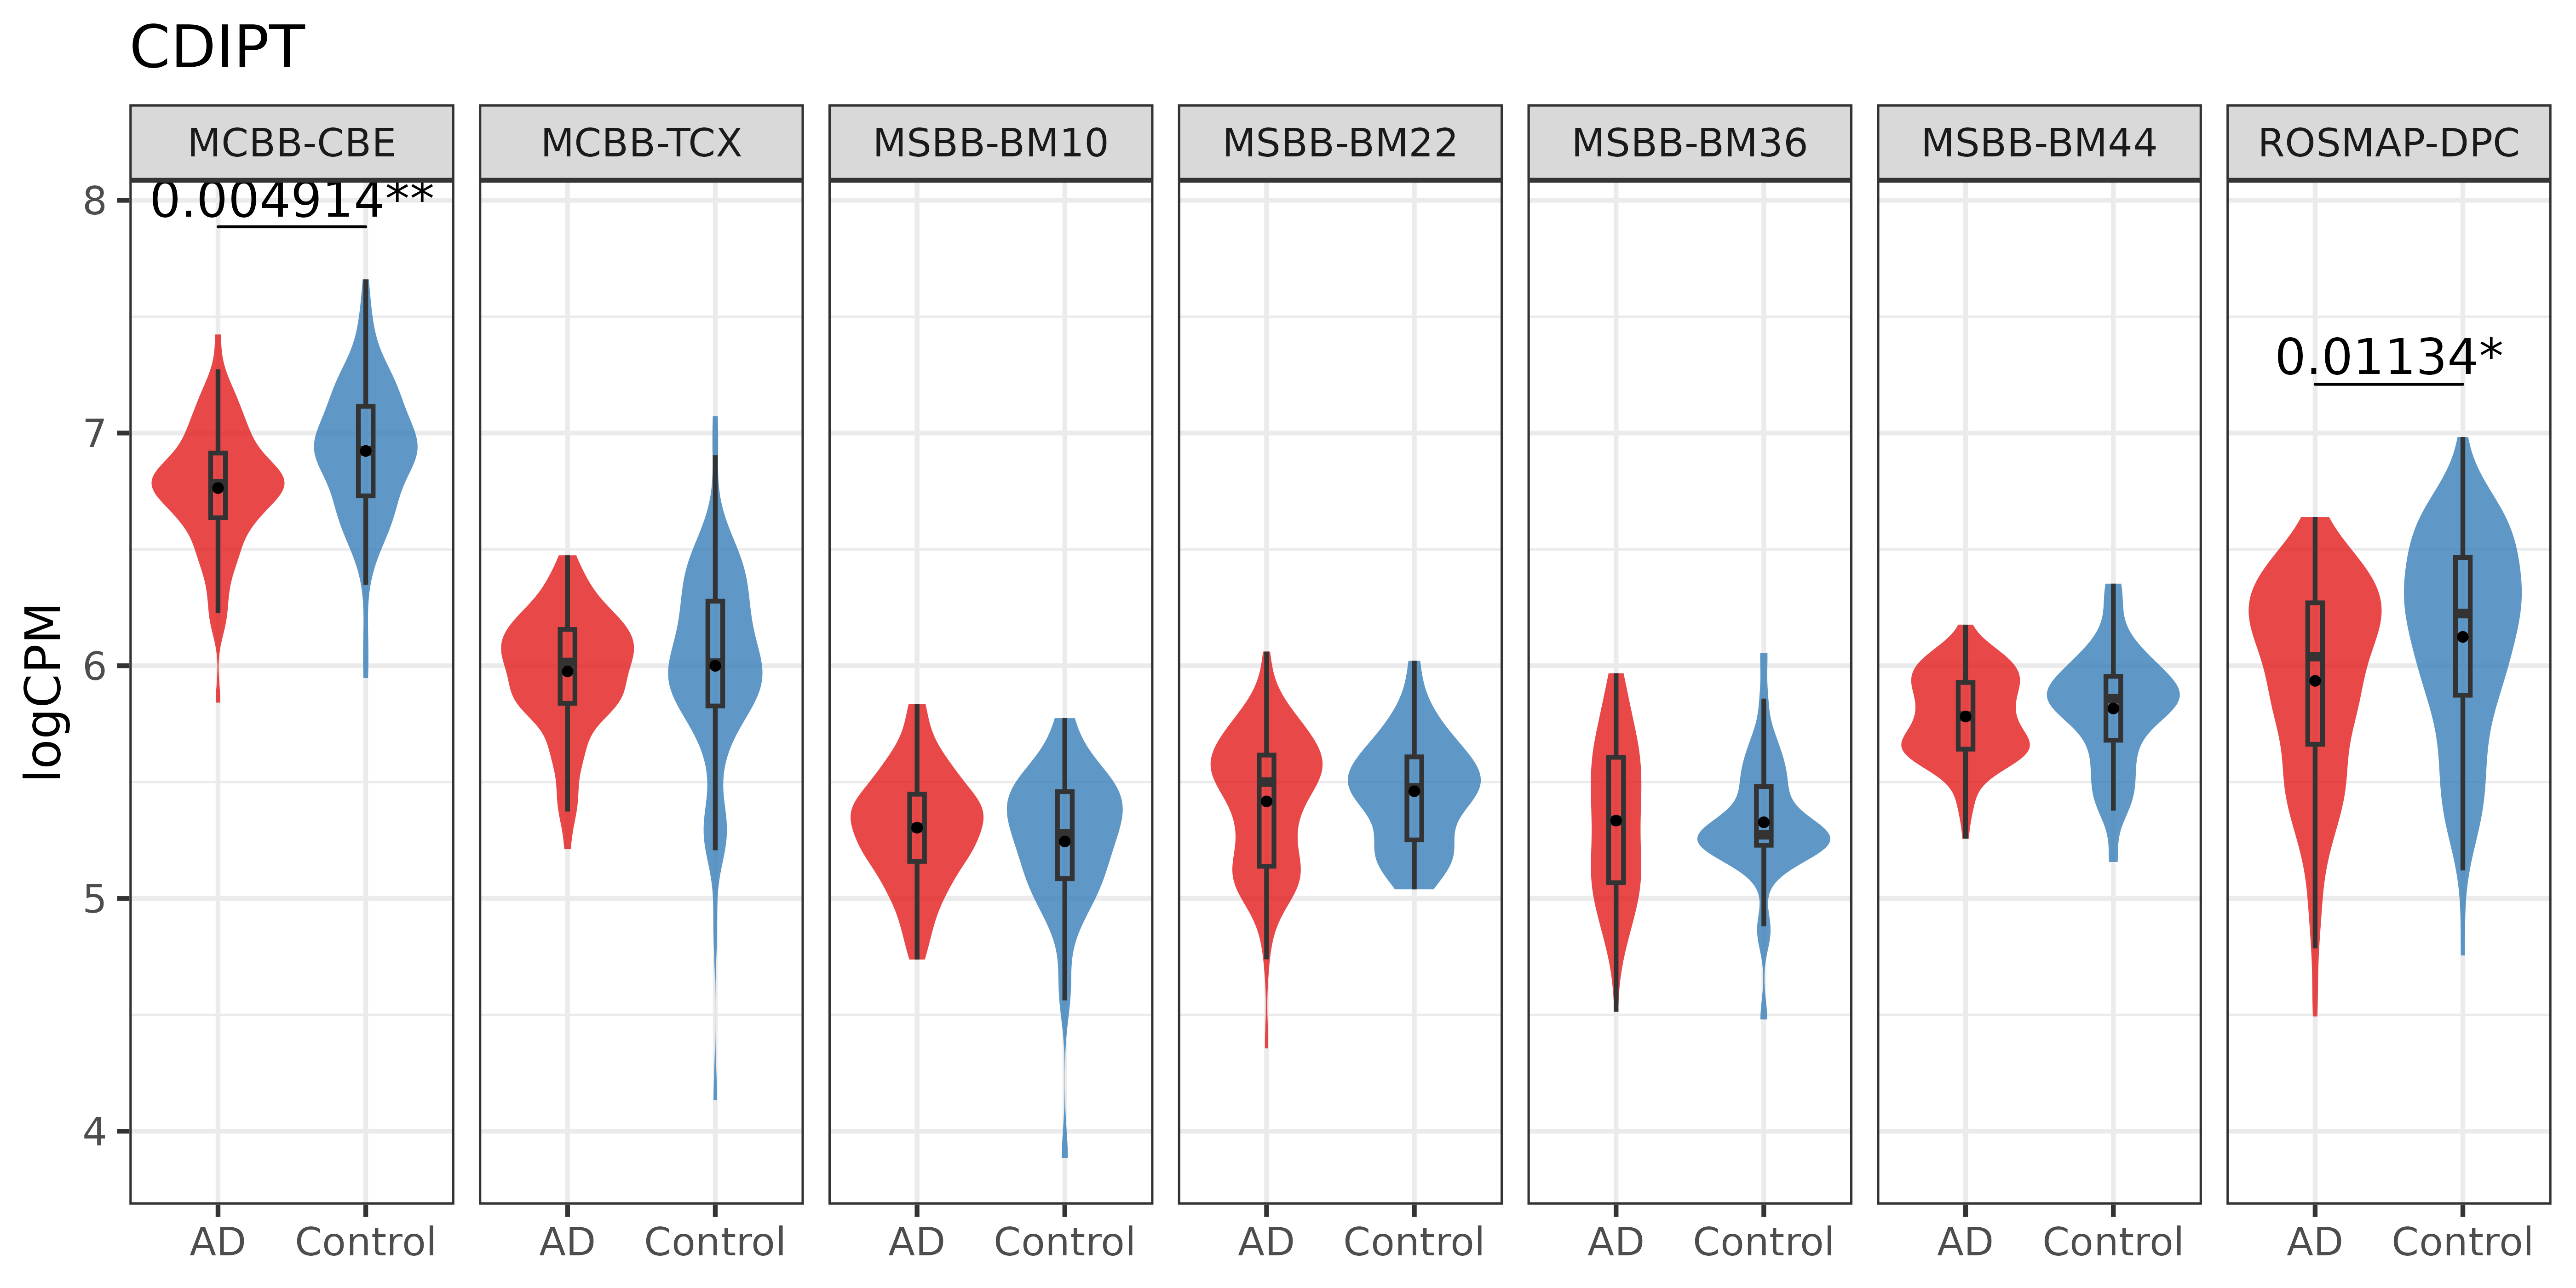 CDIPT
MCBB-CBE MCBB-TCX MSBB-BM10 MSBB-BM22 MSBB-BM36 MSBB-BM44 ROSMAP-DPC
0.004914**
0.01134*
logCPM
8
7
6
5
4
AD Control AD Control AD Control AD Control AD Control AD Control AD Control